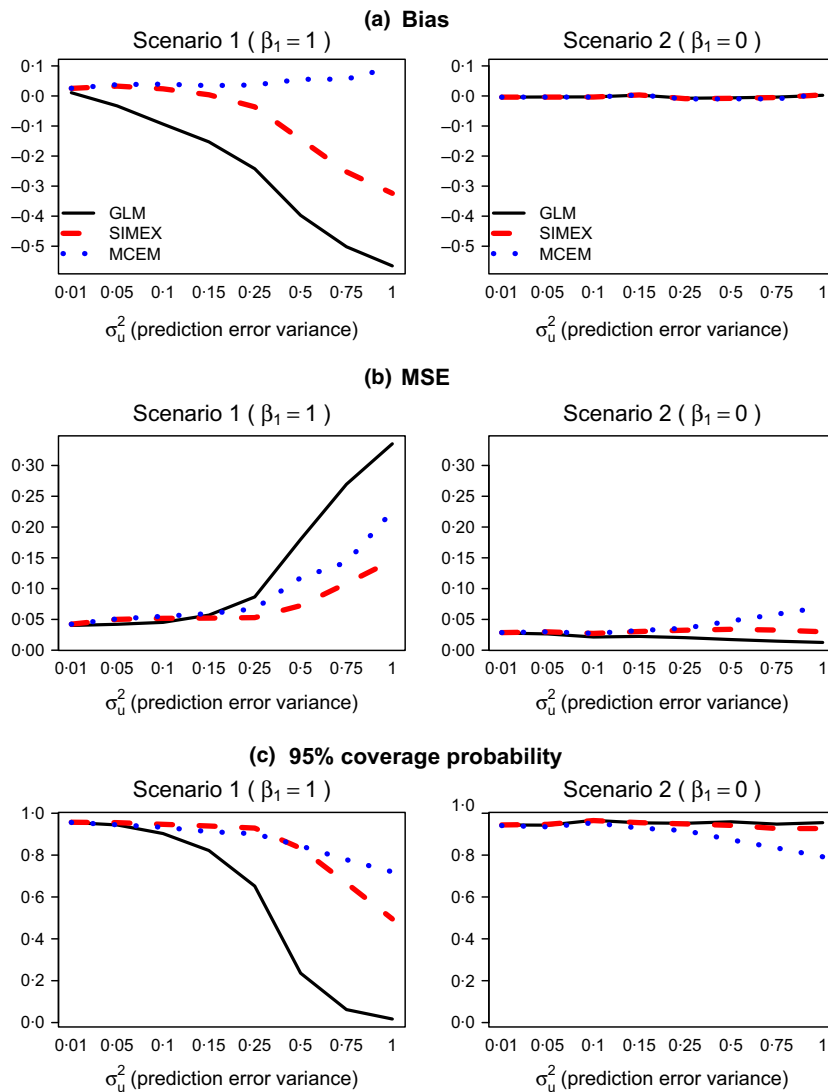 (a) Bias
Scenario 1 ( β₁ = 1 )
Scenario 2 ( β₁ = 0 )
0·1
0·0
–0·1
–0·2
–0·3
–0·4
–0·5
GLM
SIMEX
MCEM
0·01 0·05 0·1 0·15 0·25 0·5 0·75 1
σ²ᵤ (prediction error variance)
0·1
0·0
–0·1
–0·2
–0·3
–0·4
–0·5
GLM
SIMEX
MCEM
0·01 0·05 0·1 0·15 0·25 0·5 0·75 1
σ²ᵤ (prediction error variance)
(b) MSE
Scenario 1 ( β₁ = 1 )
Scenario 2 ( β₁ = 0 )
0·30
0·25
0·20
0·15
0·10
0·05
0·00
0·01 0·05 0·1 0·15 0·25 0·5 0·75 1
σ²ᵤ (prediction error variance)
0·30
0·25
0·20
0·15
0·10
0·05
0·00
0·01 0·05 0·1 0·15 0·25 0·5 0·75 1
σ²ᵤ (prediction error variance)
(c) 95% coverage probability
Scenario 1 ( β₁ = 1 )
Scenario 2 ( β₁ = 0 )
1·0
0·8
0·6
0·4
0·2
0·0
0·01 0·05 0·1 0·15 0·25 0·5 0·75 1
σ²ᵤ (prediction error variance)
1·0
0·8
0·6
0·4
0·2
0·0
0·01 0·05 0·1 0·15 0·25 0·5 0·75 1
σ²ᵤ (prediction error variance)